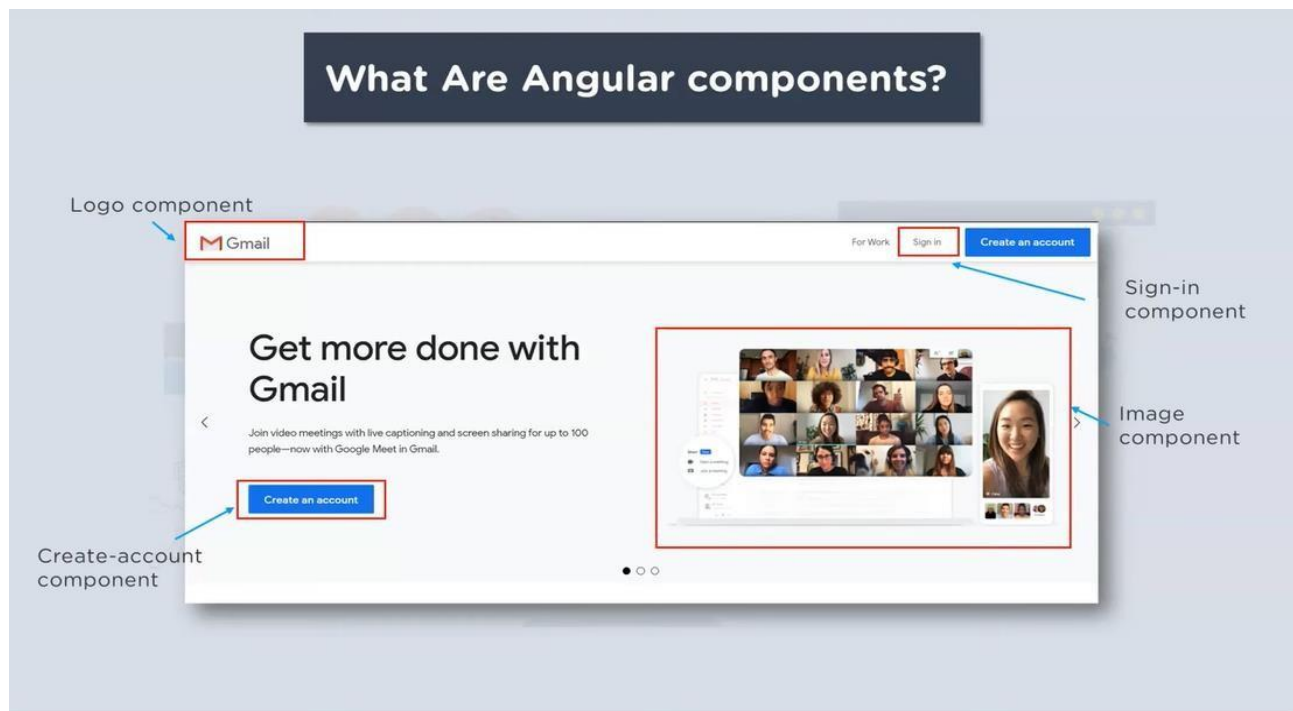 What Are Angular components?
Logo component
Gmail
For Work
Sign in
Create an account
Sign-in
component
Get more done with
Gmail
Join video meetings with live captioning and screen sharing for up to 100
people—now with Google Meet in Gmail.
Create an account
Image
component
Create-account
component